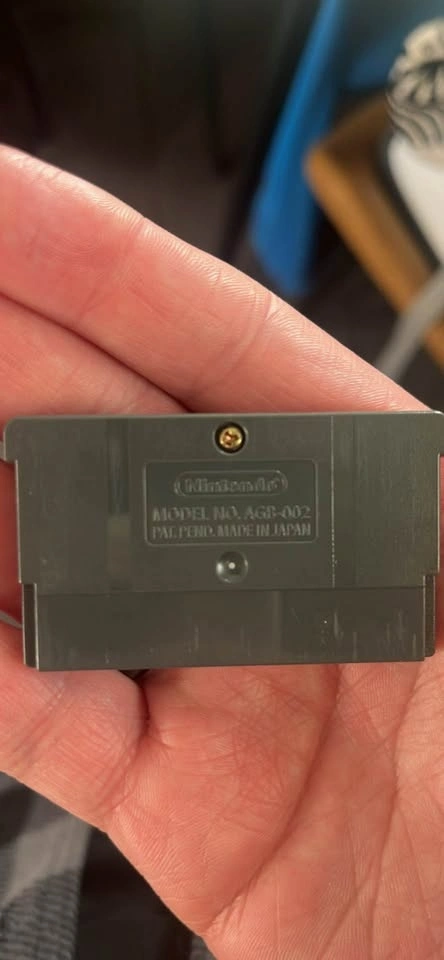 Nintendo®
MODEL NO. AGB-002
PAT. PEND. MADE IN JAPAN